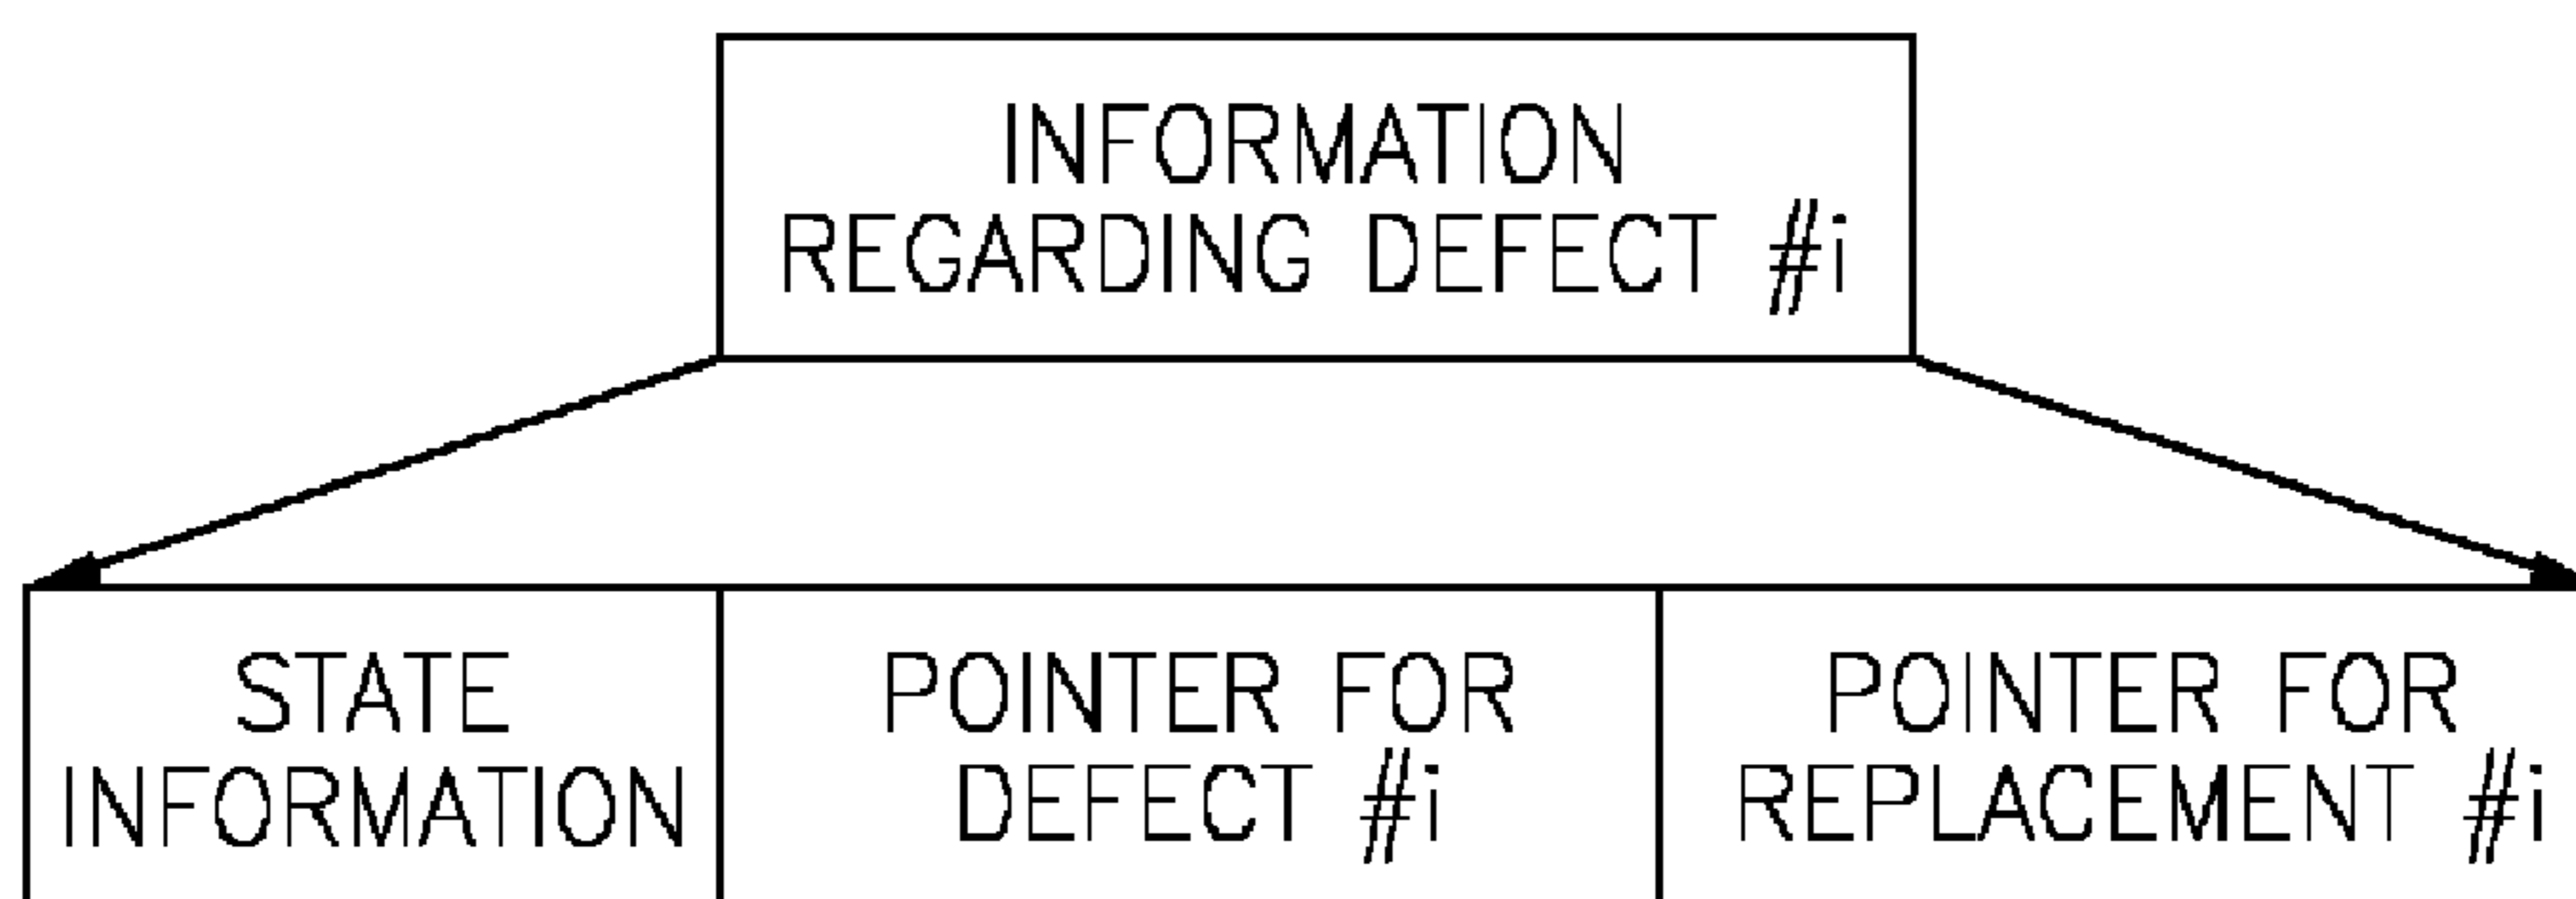 INFORMATION
REGARDING DEFECT #i
STATE
INFORMATION
POINTER FOR
DEFECT #i
POINTER FOR
REPLACEMENT #i